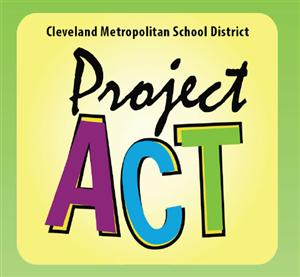 Cleveland Metropolitan School District
Project
ACT